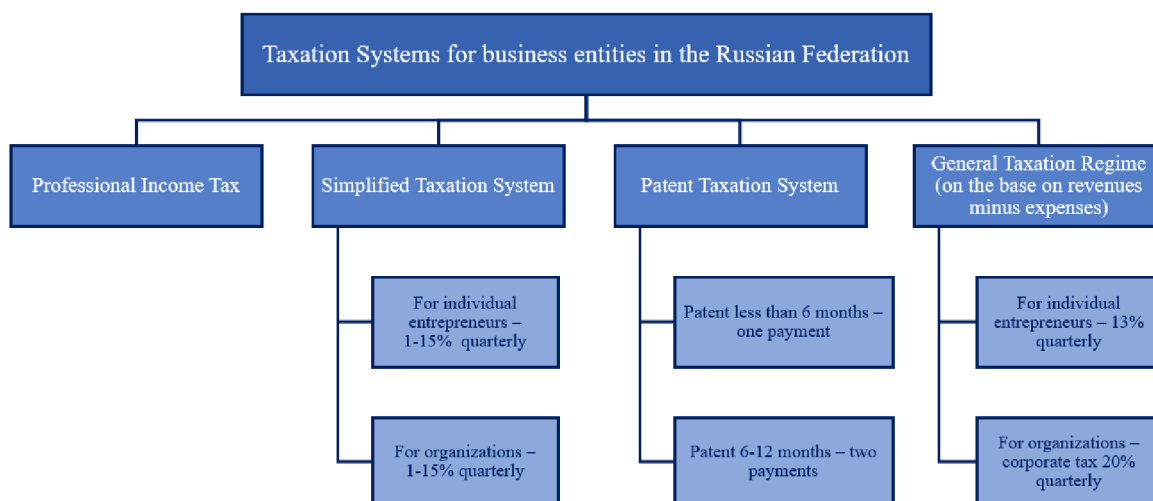 Taxation Systems for business entities in the Russian Federation
Professional Income Tax
Simplified Taxation System
Patent Taxation System
General Taxation Regime
(on the base on revenues
minus expenses)
For individual
entrepreneurs –
1-15% quarterly
Patent less than 6 months –
one payment
For individual
entrepreneurs – 13%
quarterly
For organizations –
1-15% quarterly
Patent 6-12 months – two
payments
For organizations –
corporate tax 20%
quarterly